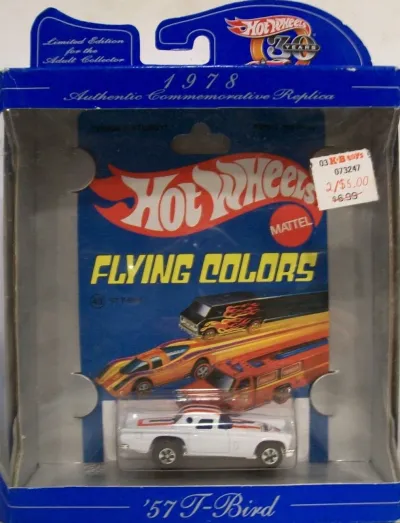 Limited Edition
for the
Adult Collector
Hot Wheels
30
YEARS
1978
Authentic Commemorative Replica
03 K·B toys
073247
2/$5.00
$6.99
Hot Wheels
MATTEL
FLYING COLORS
'57 T-Bird